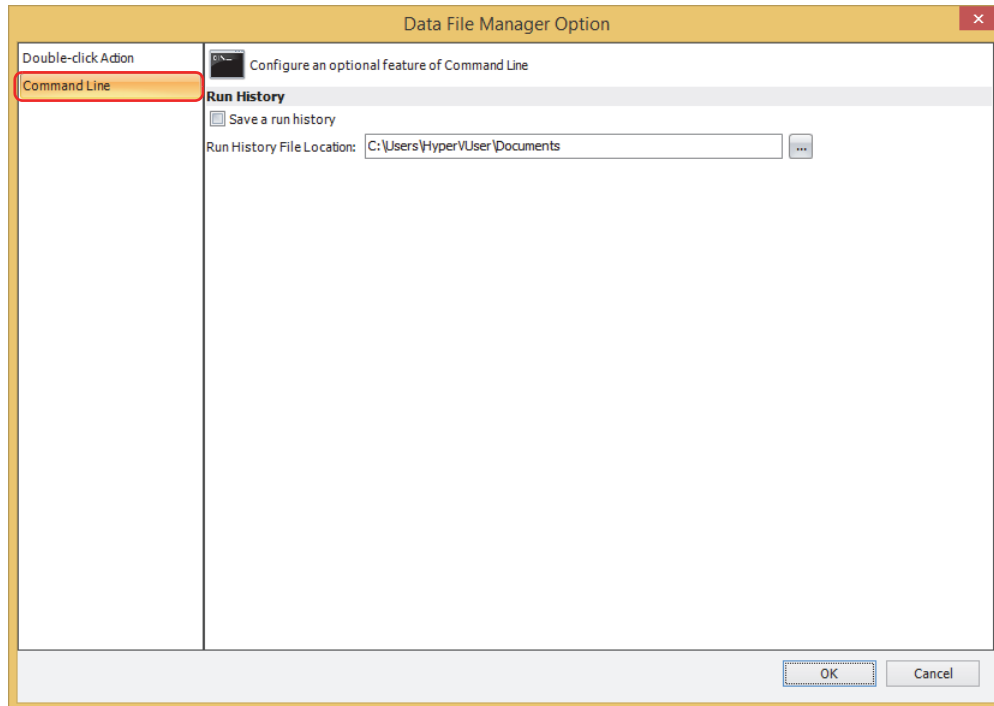 Data File Manager Option
Double-click Action
Command Line
C:\
Configure an optional feature of Command Line
Run History
Save a run history
Run History File Location: C:\Users\HyperVUser\Documents ...
OK Cancel